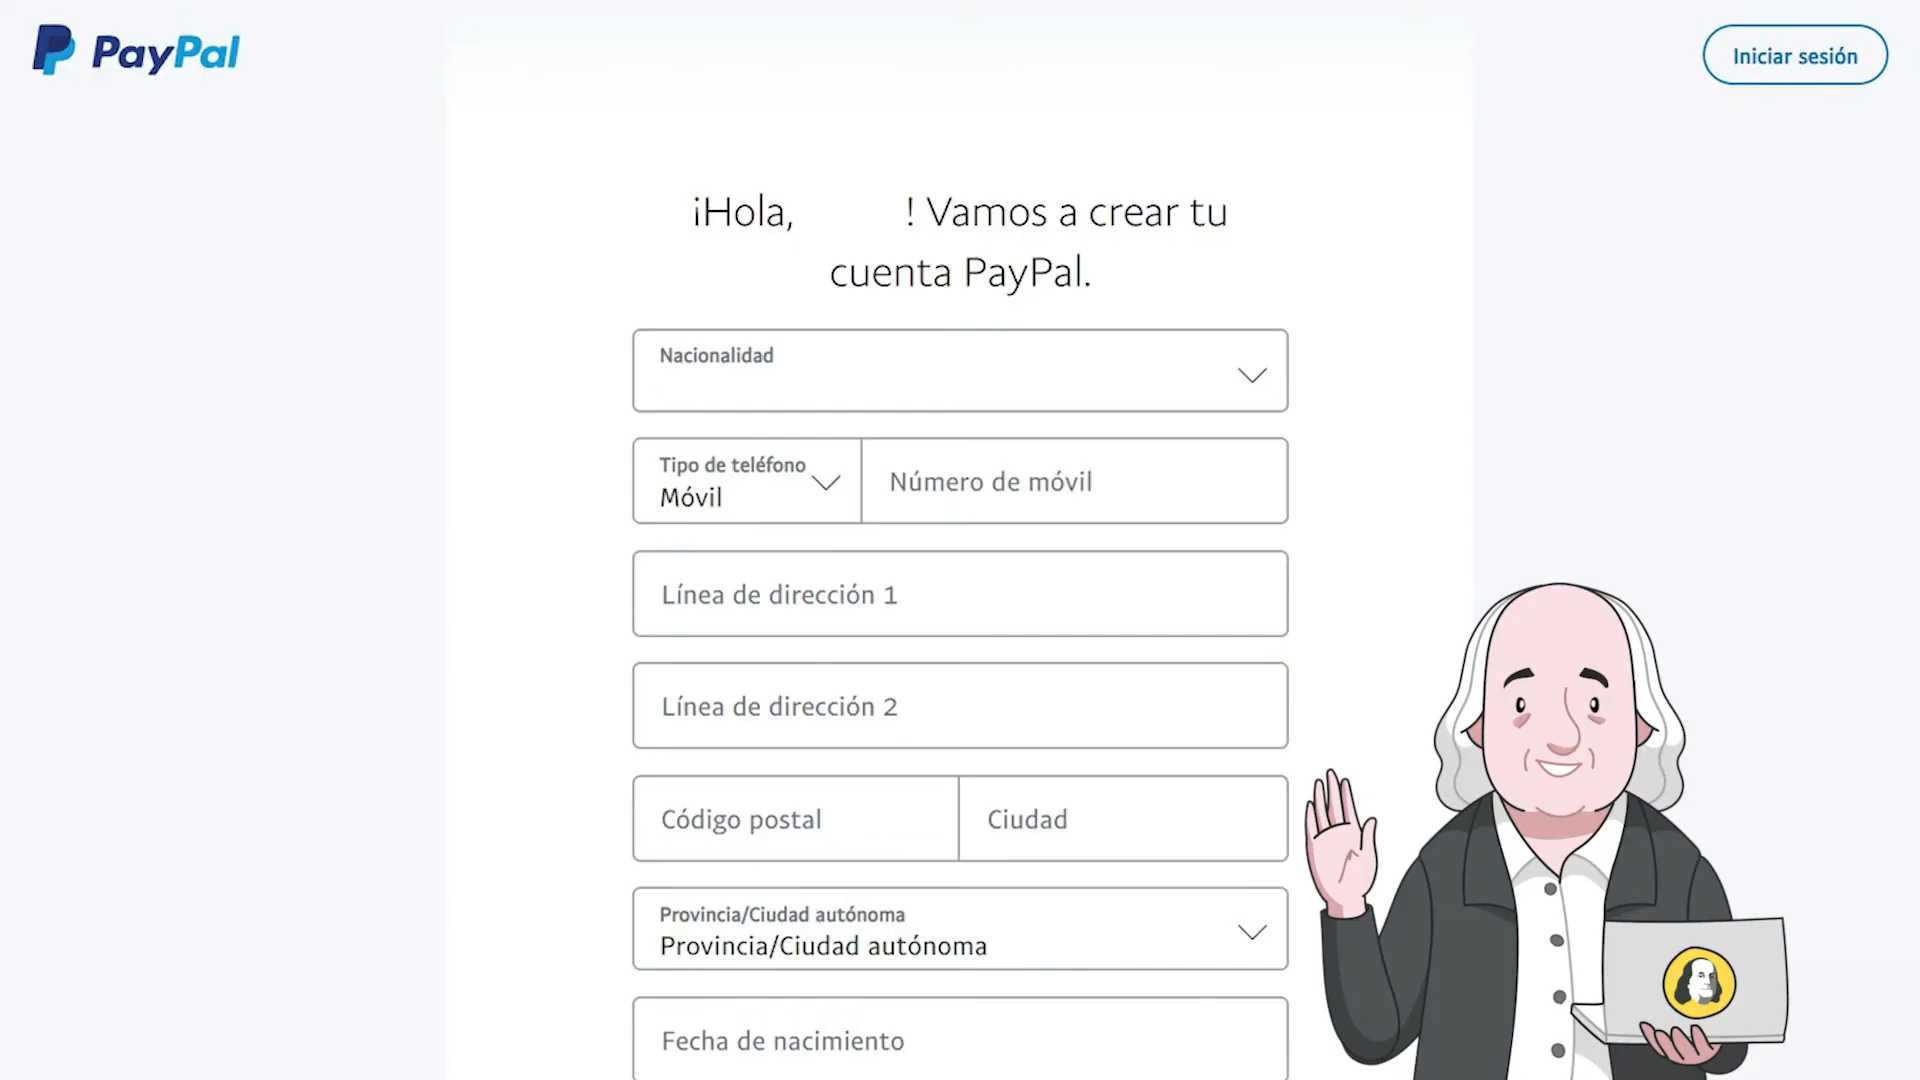 PayPal
Iniciar sesión
¡Hola, ! Vamos a crear tu
cuenta PayPal.
Nacionalidad
Tipo de teléfono
Móvil
Número de móvil
Línea de dirección 1
Línea de dirección 2
Código postal
Ciudad
Provincia/Ciudad autónoma
Provincia/Ciudad autónoma
Fecha de nacimiento